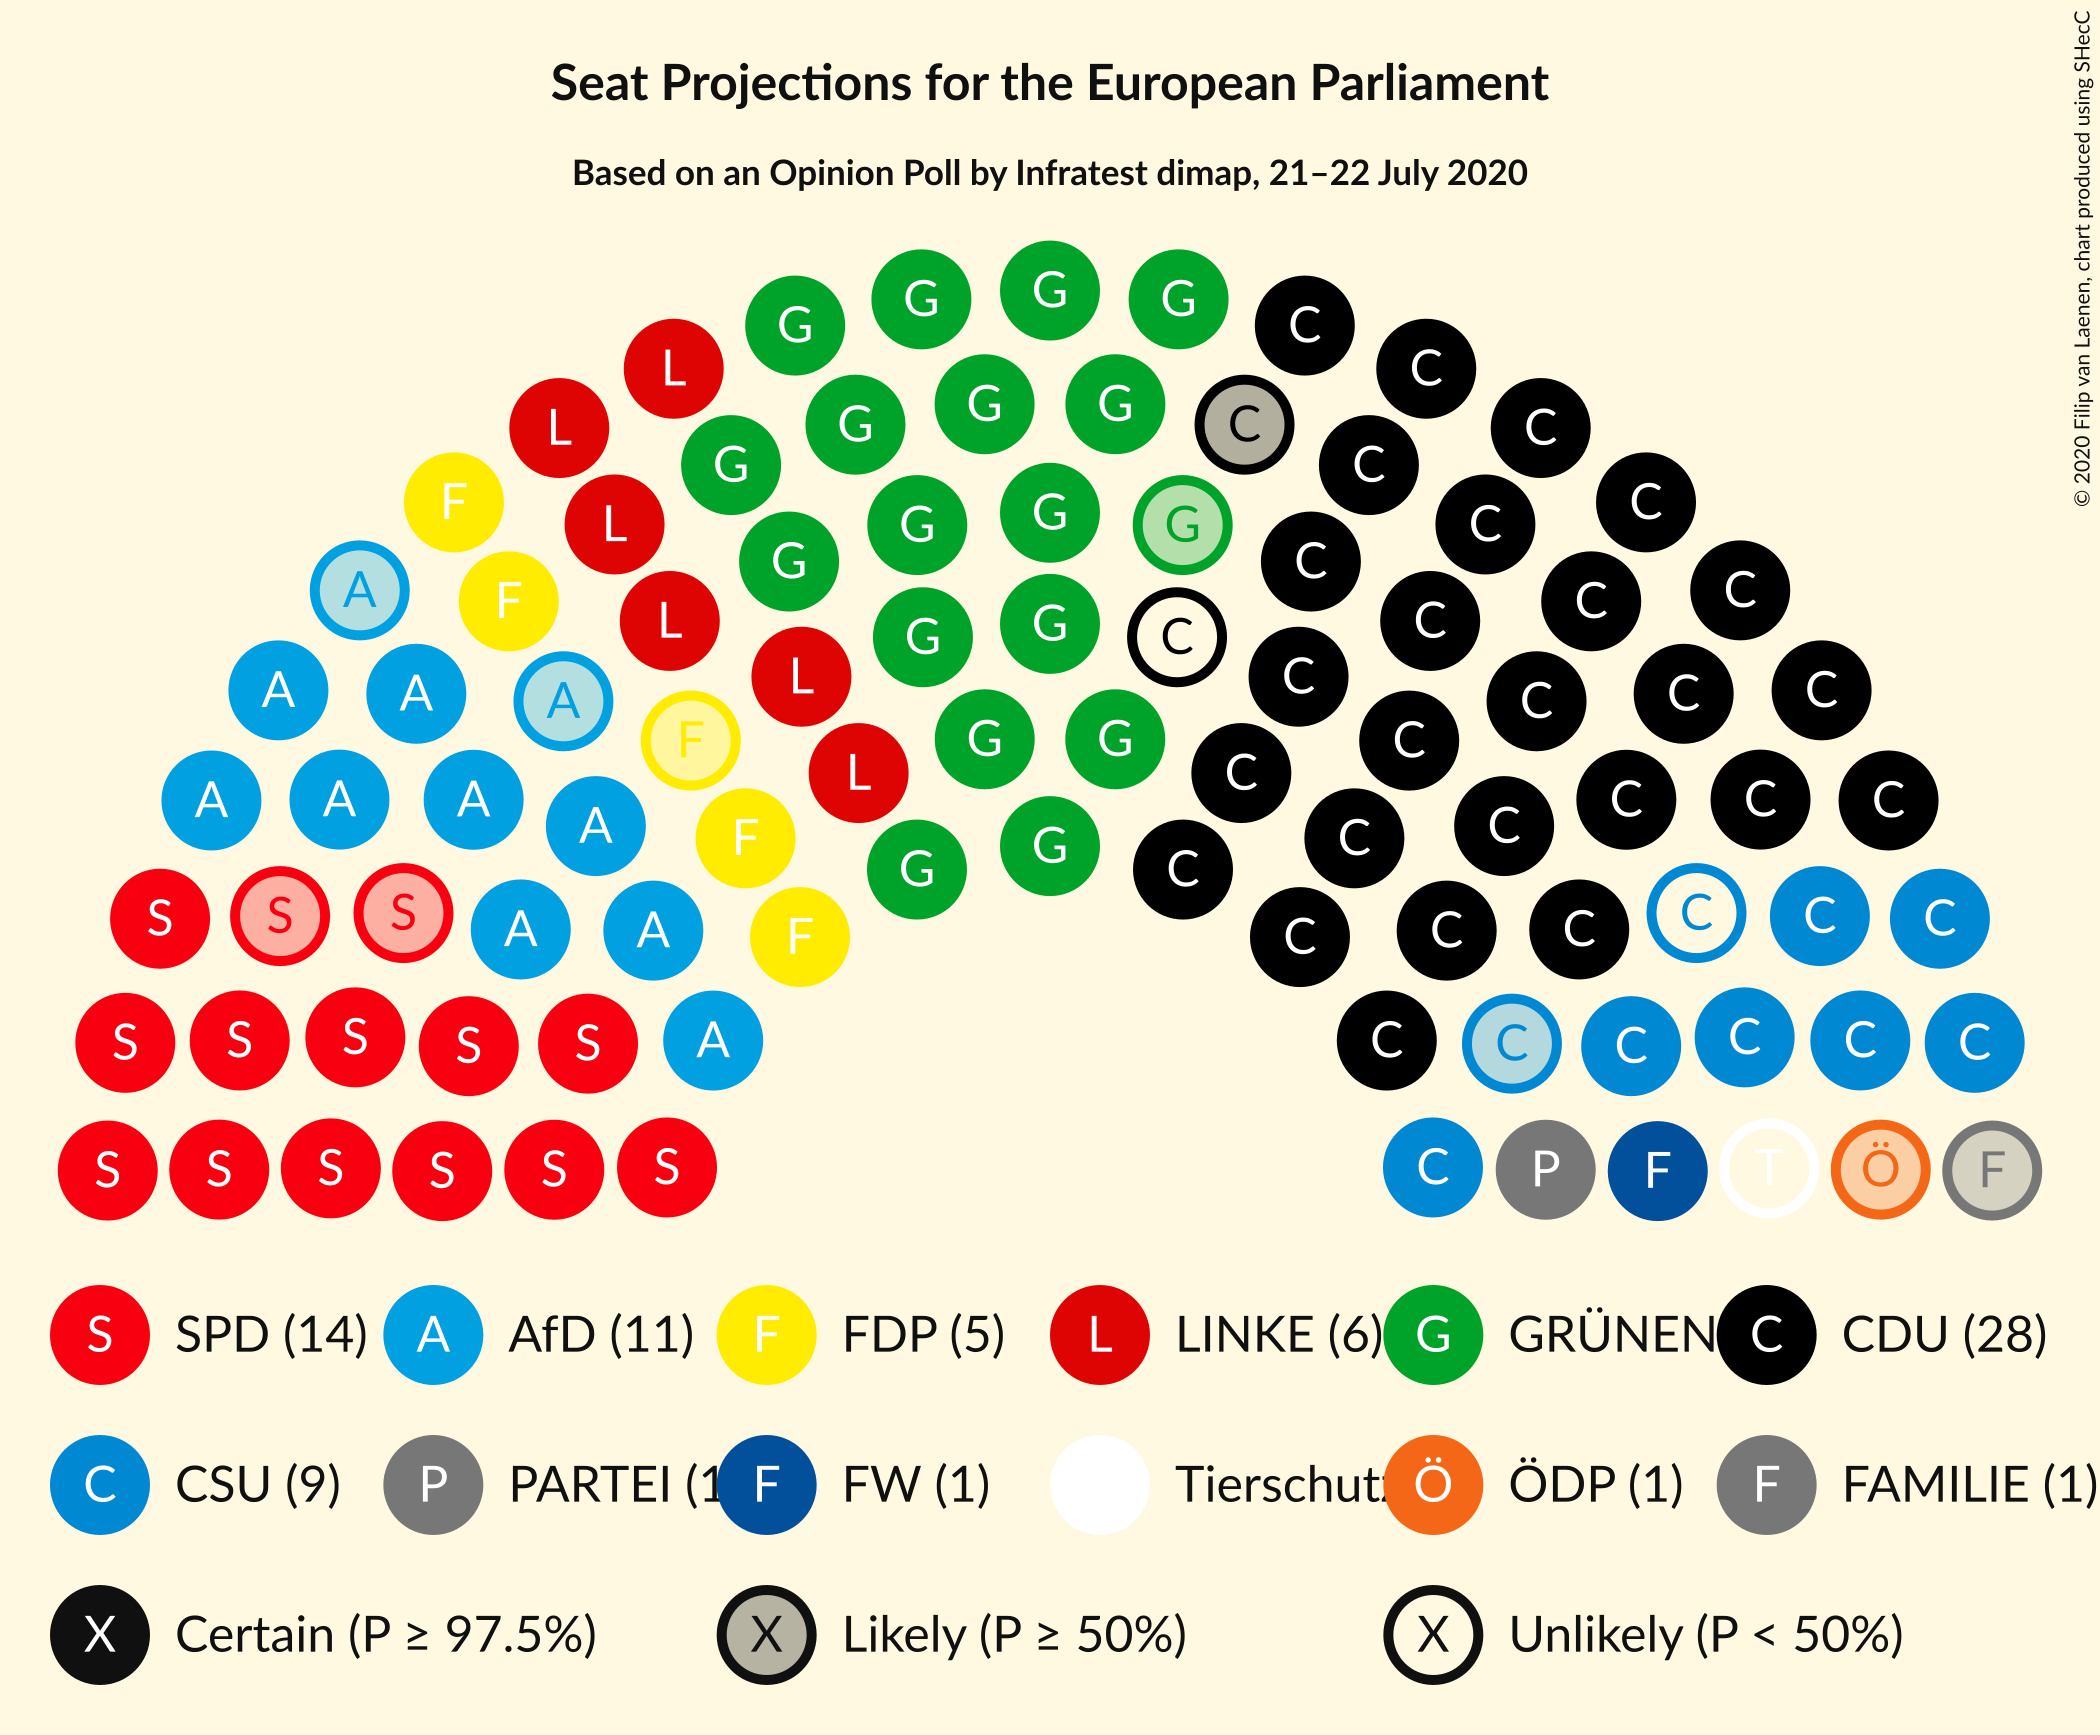 Seat Projections for the European Parliament
Based on an Opinion Poll by Infratest dimap, 21–22 July 2020
© 2020 Filip van Laenen, chart produced using SHecC
G G G G G C C
L G G G G C C
L G G G G C C C
F L G G C C
A F L G G C C C C
A A A F L G G C C C C C
A A A A F L G G C C C C C C
S S S A A F G G C C C C C C C
S S S S S A C C C C C C
S S S S S S C P F T Ö F
S SPD (14) A AfD (11) F FDP (5) L LINKE (6) G GRÜNEN C CDU (28)
C CSU (9) P PARTEI (1 F FW (1) Tierschutz Ö ÖDP (1) F FAMILIE (1)
X Certain (P ≥ 97.5%) X Likely (P ≥ 50%) X Unlikely (P < 50%)